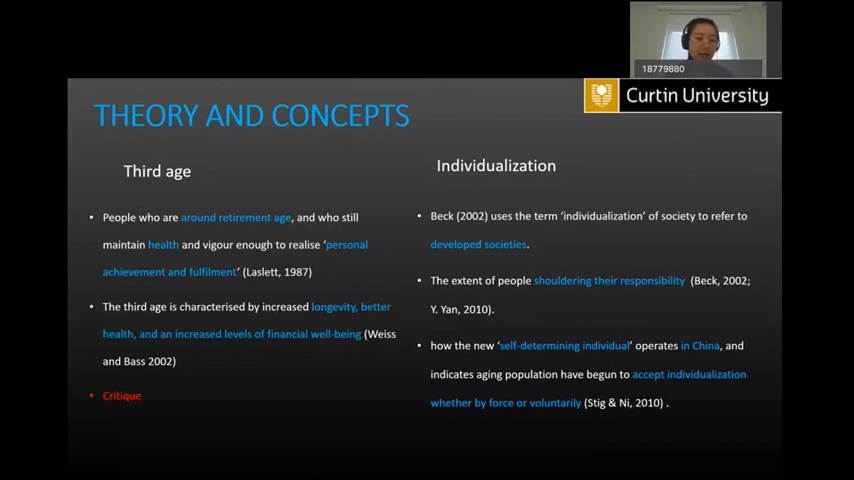 18779880
Curtin University
THEORY AND CONCEPTS
Third age
• People who are around retirement age, and who still
maintain health and vigour enough to realise ‘personal
achievement and fulfilment’ (Laslett, 1987)
• The third age is characterised by increased longevity, better
health, and an increased levels of financial well-being (Weiss
and Bass 2002)
• Critique
Individualization
• Beck (2002) uses the term ‘individualization’ of society to refer to
developed societies.
• The extent of people shouldering their responsibility (Beck, 2002;
Y. Yan, 2010).
• how the new ‘self-determining individual’ operates in China, and
indicates aging population have begun to accept individualization
whether by force or voluntarily (Stig & Ni, 2010) .